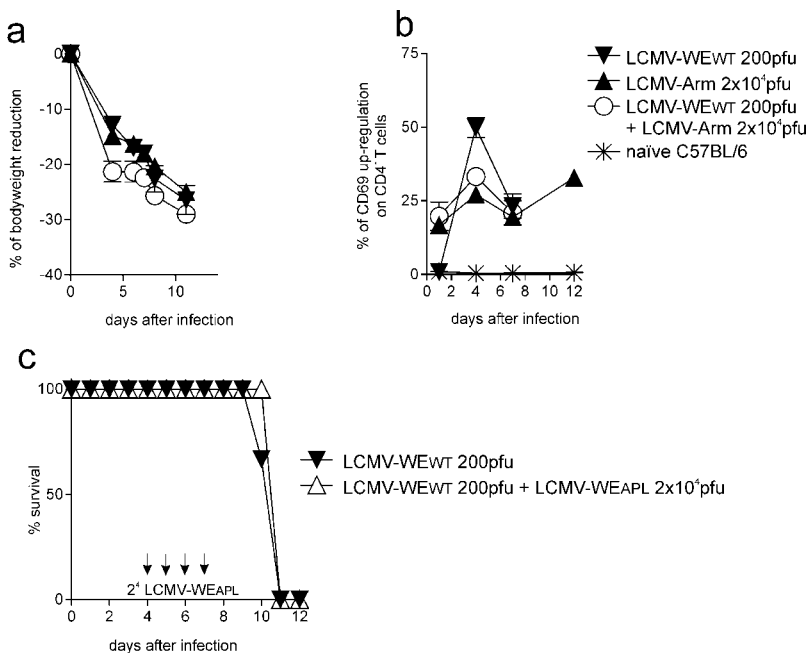 a
0
-10
-20
-30
-40
% of bodyweight reduction
0 5 10
days after infection
b
75
50
25
0
% of CD69 up-regulation
on CD4+T cells
0 2 4 6 8 10 12
days after infection
LCMV-WEWT 200pfu
LCMV-Arm 2x10⁴pfu
LCMV-WEWT 200pfu
+ LCMV-Arm 2x10⁴pfu
naïve C57BL/6
c
100
50
0
% survival
2⁴ LCMV-WEAPL
0 2 4 6 8 10 12
days after infection
LCMV-WEWT 200pfu
LCMV-WEWT 200pfu + LCMV-WEAPL 2x10⁴pfu